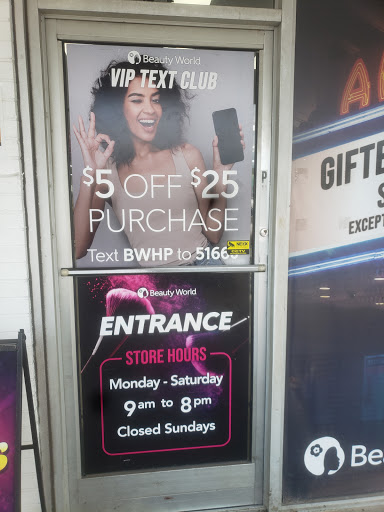 Beauty World
VIP TEXT CLUB
$5 OFF $25
PURCHASE
Text BWHP to 5166
Beauty World
ENTRANCE
STORE HOURS
Monday - Saturday
9am to 8pm
Closed Sundays
GIFTE
S
EXCEPT
Be